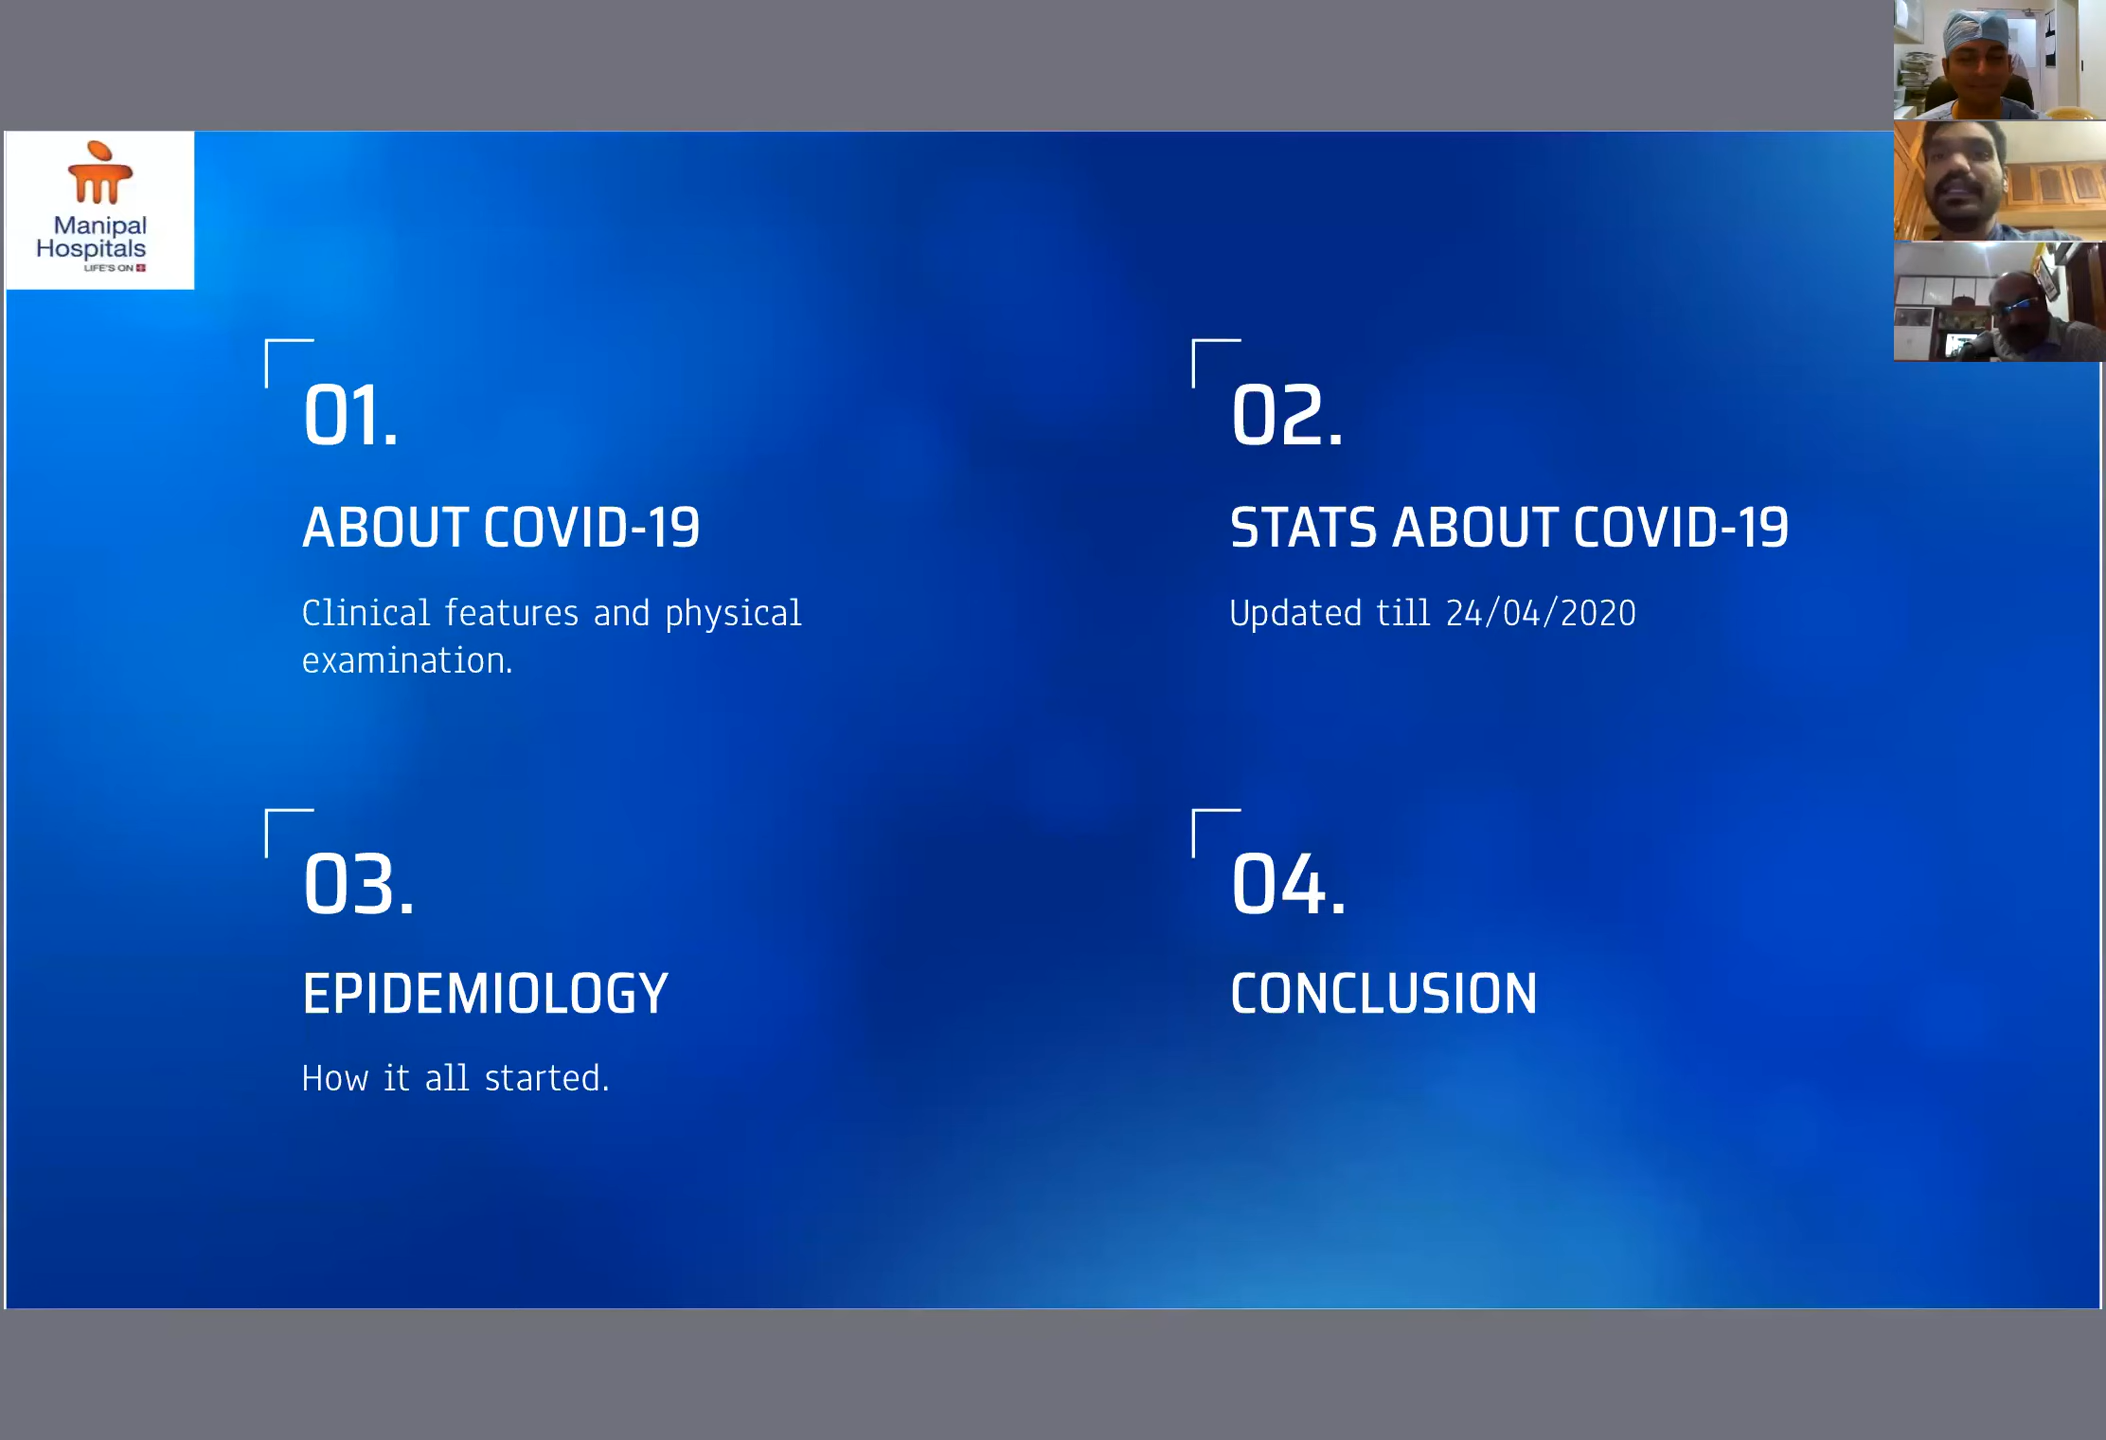 Manipal
Hospitals
LIFE'S ON
01.
ABOUT COVID-19
Clinical features and physical
examination.
02.
STATS ABOUT COVID-19
Updated till 24/04/2020
03.
EPIDEMIOLOGY
How it all started.
04.
CONCLUSION